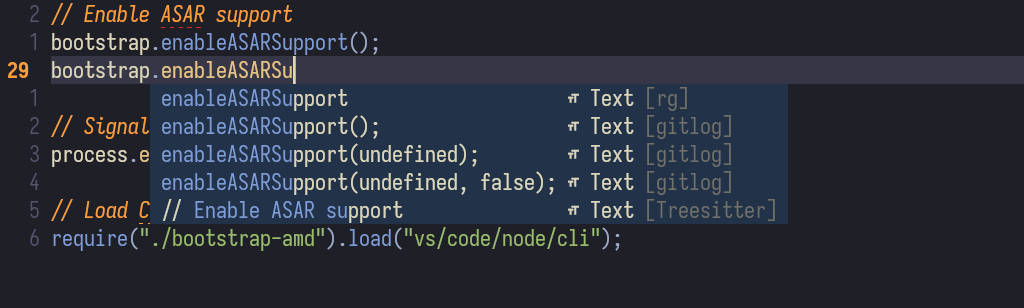 2 // Enable ASAR support
1 bootstrap.enableASARSupport();
29 bootstrap.enableASARSu
1 enableASARSupport Text [rg]
2 // Signal enableASARSupport(); Text [gitlog]
3 process.e enableASARSupport(undefined); Text [gitlog]
4 enableASARSupport(undefined, false); Text [gitlog]
5 // Load C // Enable ASAR support Text [Treesitter]
6 require("./bootstrap-amd").load("vs/code/node/cli");